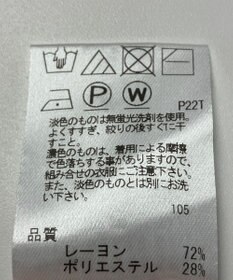 P
W
P22T
淡色のものは無蛍光洗剤を使用。
よくすすぎ、絞りの後すぐに干
すこと。
濃色のものは、着用による摩擦
で色落ちする事がありますので、
組み合せの衣服にご注意下さい。
また、淡色のものとは別にお洗
い下さい。
105
品質
レーヨン 72%
ポリエステル 28%